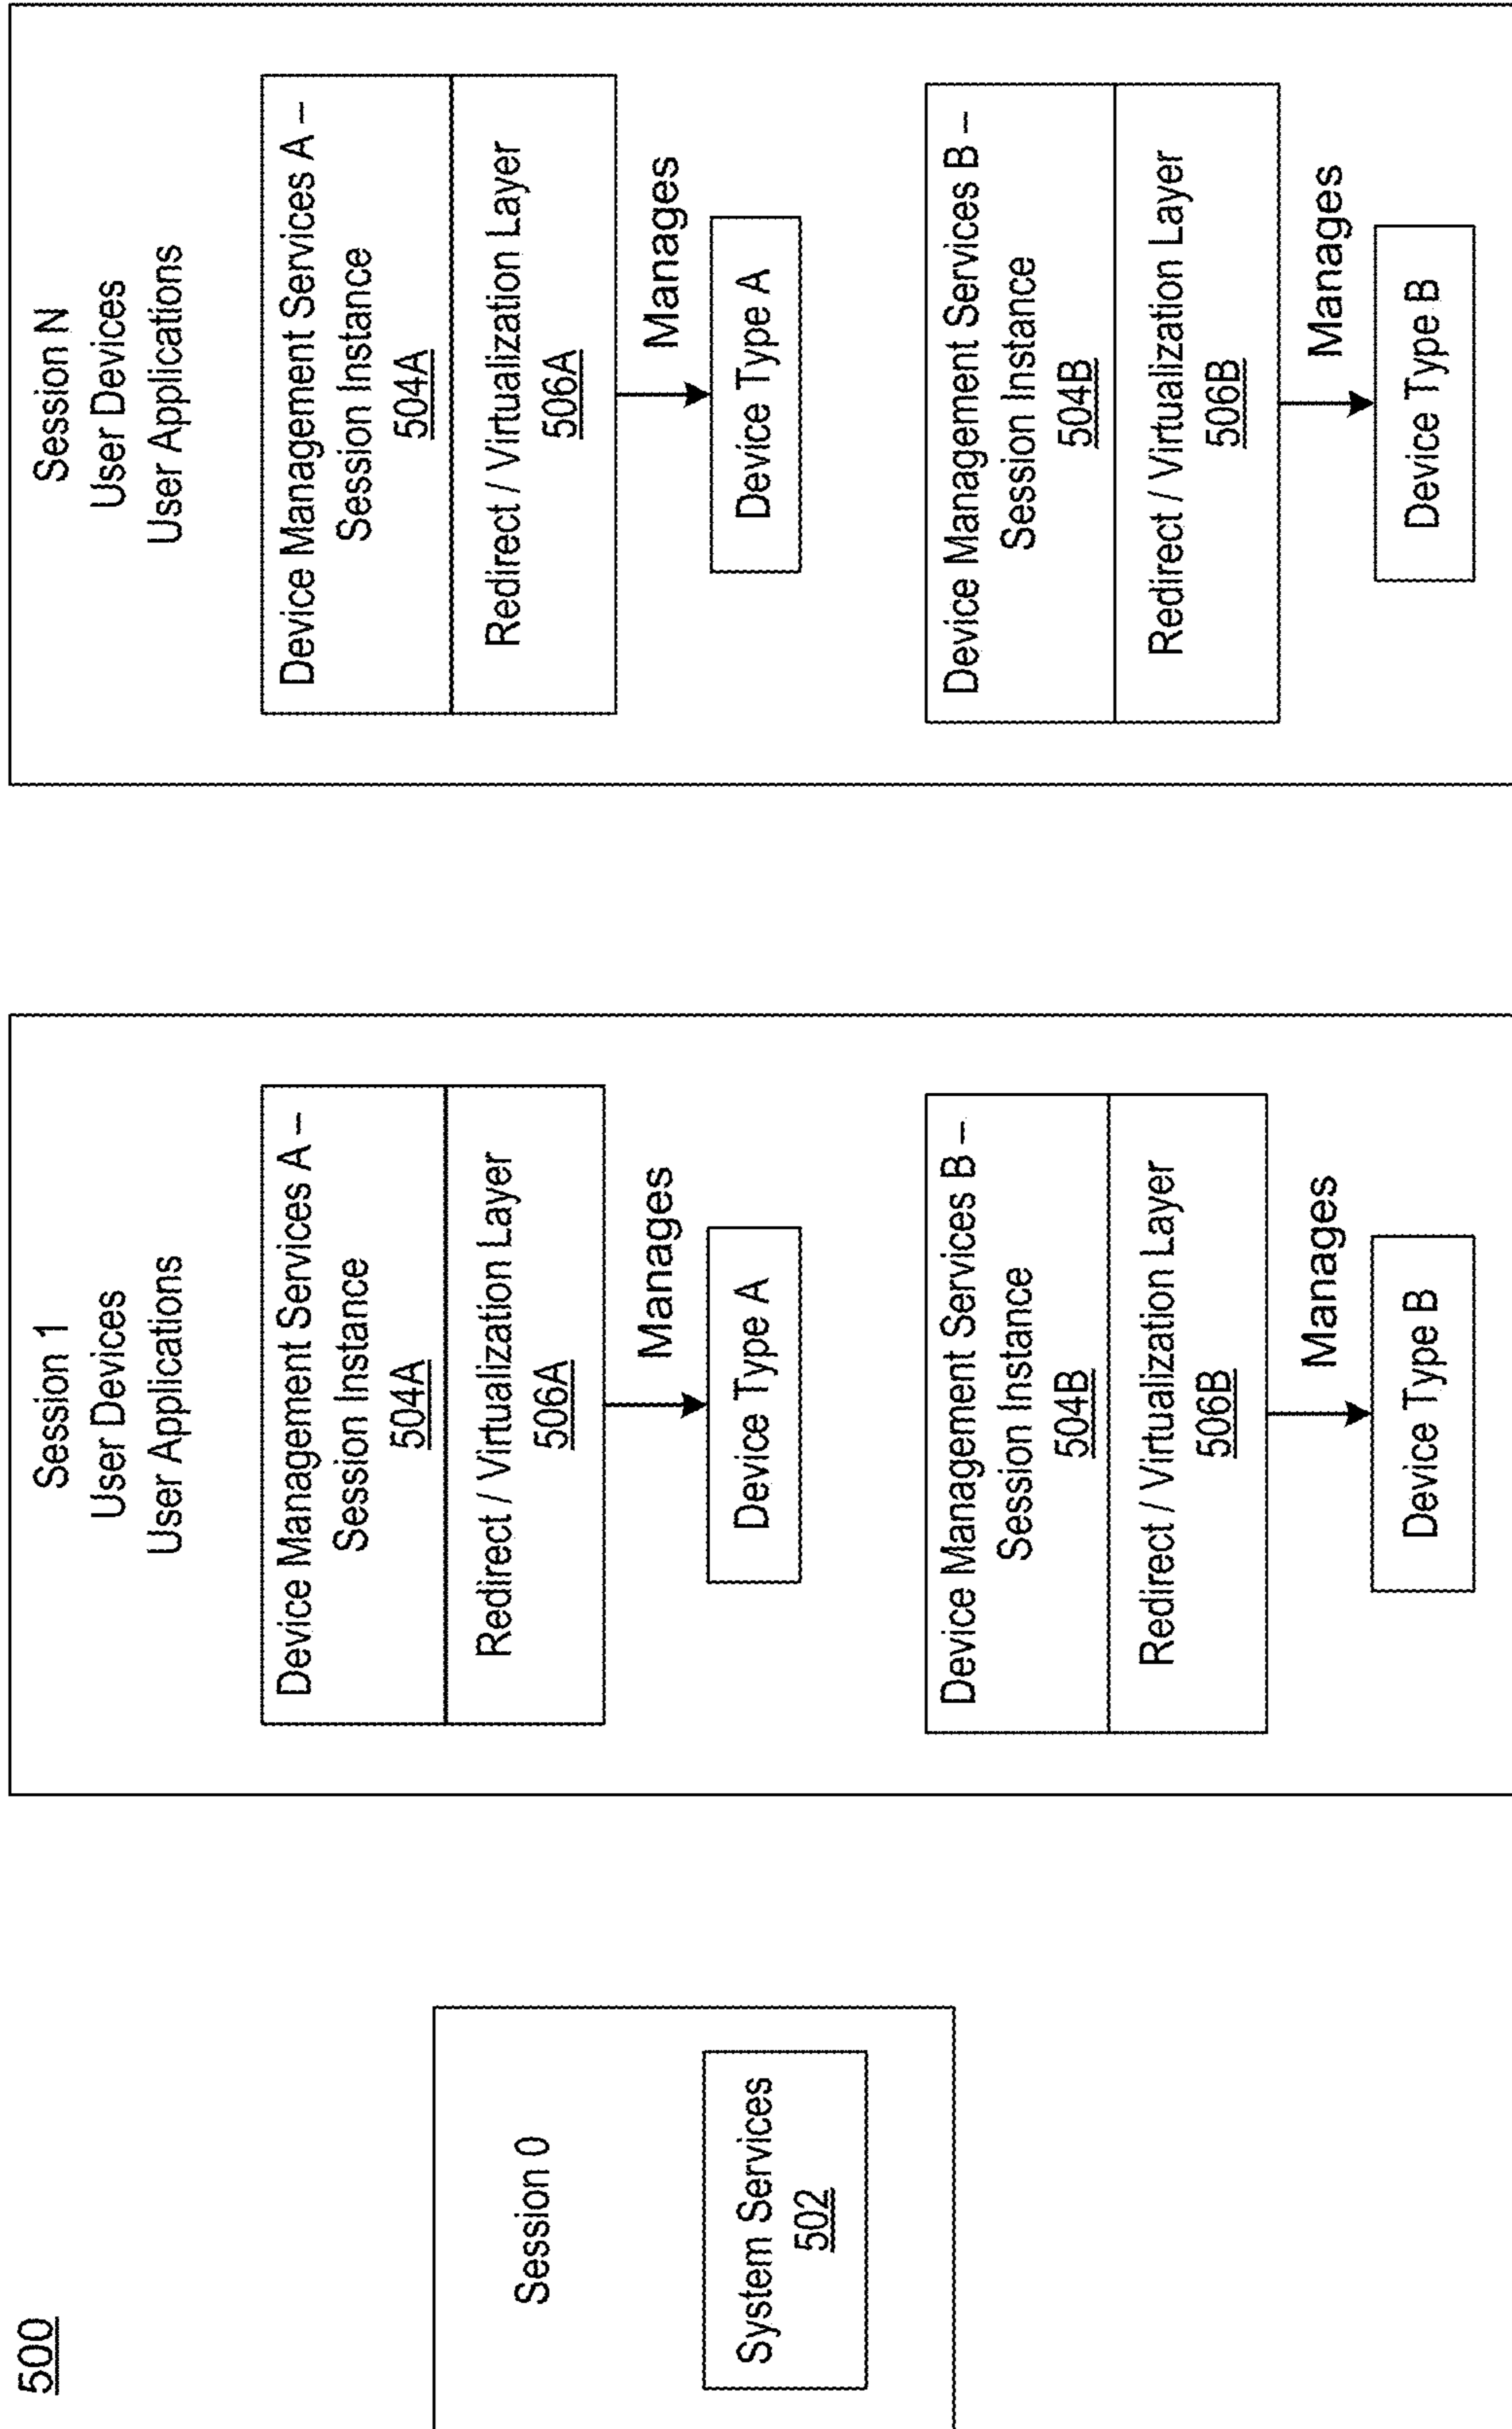 500
Session 0
System Services
502
Session 1
User Devices
User Applications
Device Management Services A –
Session Instance
504A
Redirect / Virtualization Layer
506A
Manages
Device Type A
Device Management Services B –
Session Instance
504B
Redirect / Virtualization Layer
506B
Manages
Device Type B
Session N
User Devices
User Applications
Device Management Services A –
Session Instance
504A
Redirect / Virtualization Layer
506A
Manages
Device Type A
Device Management Services B –
Session Instance
504B
Redirect / Virtualization Layer
506B
Manages
Device Type B